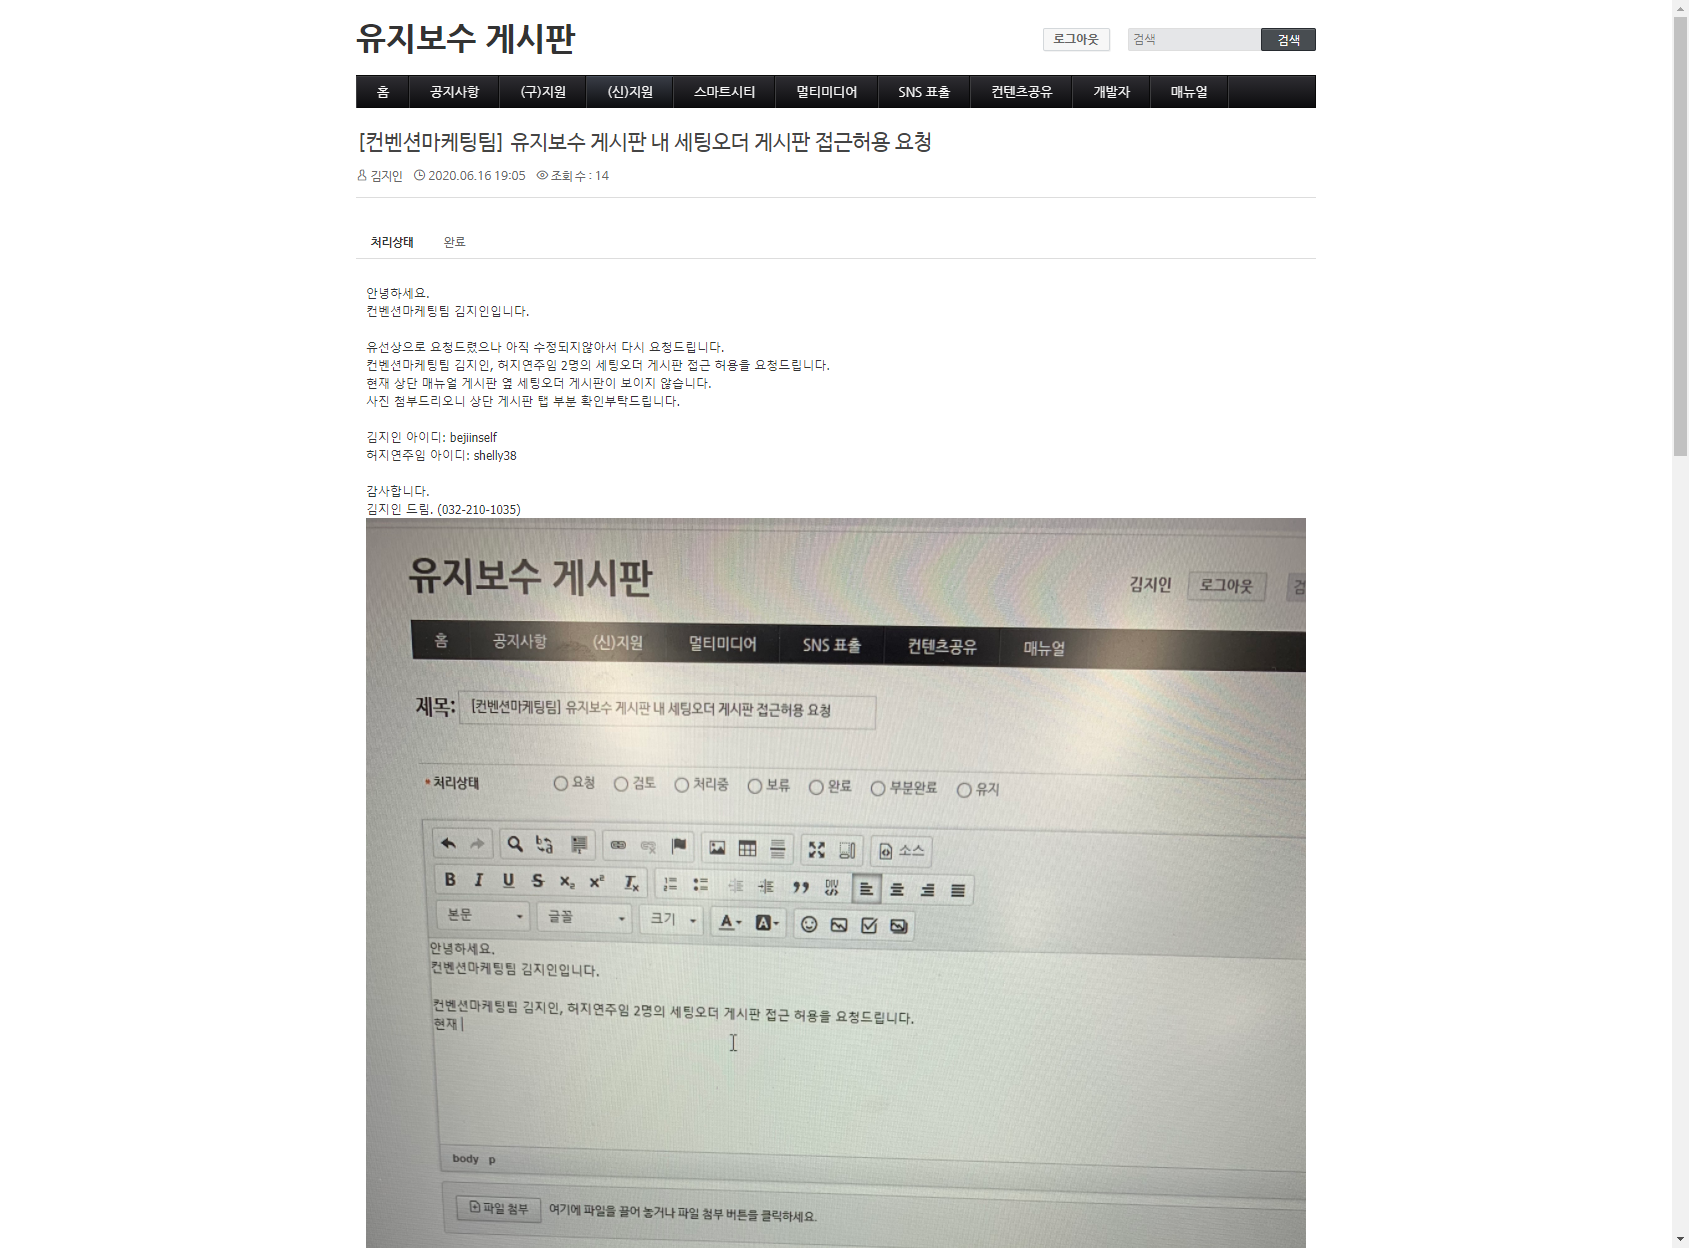 유지보수 게시판
로그아웃 검색 검색
홈 공지사항 (구)지원 (신)지원 스마트시티 멀티미디어 SNS 표출 컨텐츠공유 개발자 매뉴얼
[컨벤션마케팅팀] 유지보수 게시판 내 세팅오더 게시판 접근허용 요청
김지인 2020.06.16 19:05 조회 수 : 14
처리상태 완료
안녕하세요.
컨벤션마케팅팀 김지인입니다.
유선상으로 요청드렸으나 아직 수정되지않아서 다시 요청드립니다.
컨벤션마케팅팀 김지인, 허지연주임 2명의 세팅오더 게시판 접근 허용을 요청드립니다.
현재 상단 매뉴얼 게시판 옆 세팅오더 게시판이 보이지 않습니다.
사진 첨부드리오니 상단 게시판 탭 부분 확인부탁드립니다.
김지인 아이디: bejiinself
허지연주임 아이디: shelly38
감사합니다.
김지인 드림. (032-210-1035)
유지보수 게시판
김지인 로그아웃 검
홈 공지사항 (신)지원 멀티미디어 SNS 표출 컨텐츠공유 매뉴얼
제목: [컨벤션마케팅팀] 유지보수 게시판 내 세팅오더 게시판 접근허용 요청
* 처리상태 요청 검토 처리중 보류 완료 부분완료 유지
소스
B I U S x₂ x² Tx DIV
본문 글꼴 크기 A A
안녕하세요.
컨벤션마케팅팀 김지인입니다.
컨벤션마케팅팀 김지인, 허지연주임 2명의 세팅오더 게시판 접근 허용을 요청드립니다.
현재
body p
파일 첨부 여기에 파일을 끌어 놓거나 파일 첨부 버튼을 클릭하세요.